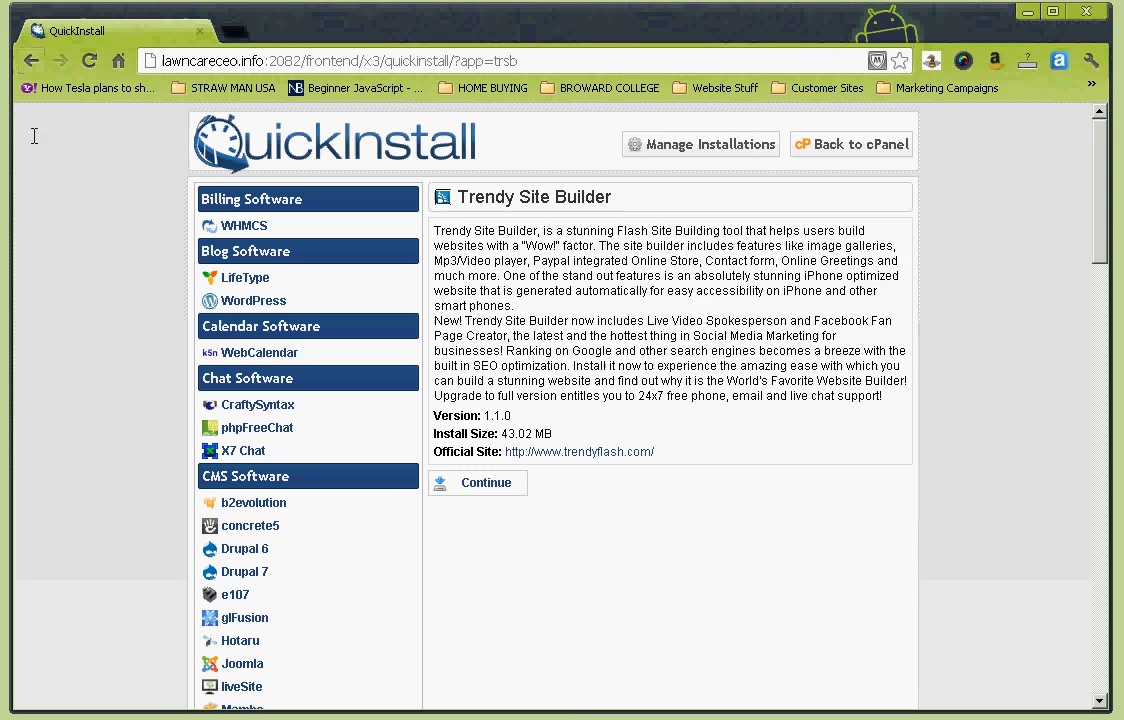 QuickInstall
lawncareceo.info:2082/frontend/x3/quickinstall/?app=trsb
How Tesla plans to sh... STRAW MAN USA Beginner JavaScript - ... HOME BUYING BROWARD COLLEGE Website Stuff Customer Sites Marketing Campaigns »
QuickInstall
Manage Installations
cP Back to cPanel
Billing Software
WHMCS
Blog Software
LifeType
WordPress
Calendar Software
k5n WebCalendar
Chat Software
CraftySyntax
phpFreeChat
X7 Chat
CMS Software
b2evolution
concrete5
Drupal 6
Drupal 7
e107
glFusion
Hotaru
Joomla
liveSite
Mambo
Trendy Site Builder
Trendy Site Builder, is a stunning Flash Site Building tool that helps users build
websites with a "Wow!" factor. The site builder includes features like image galleries,
Mp3/Video player, Paypal integrated Online Store, Contact form, Online Greetings and
much more. One of the stand out features is an absolutely stunning iPhone optimized
website that is generated automatically for easy accessibility on iPhone and other
smart phones.
New! Trendy Site Builder now includes Live Video Spokesperson and Facebook Fan
Page Creator, the latest and the hottest thing in Social Media Marketing for
businesses! Ranking on Google and other search engines becomes a breeze with the
built in SEO optimization. Install it now to experience the amazing ease with which you
can build a stunning website and find out why it is the World's Favorite Website Builder!
Upgrade to full version entitles you to 24x7 free phone, email and live chat support!
Version: 1.1.0
Install Size: 43.02 MB
Official Site: http://www.trendyflash.com/
Continue